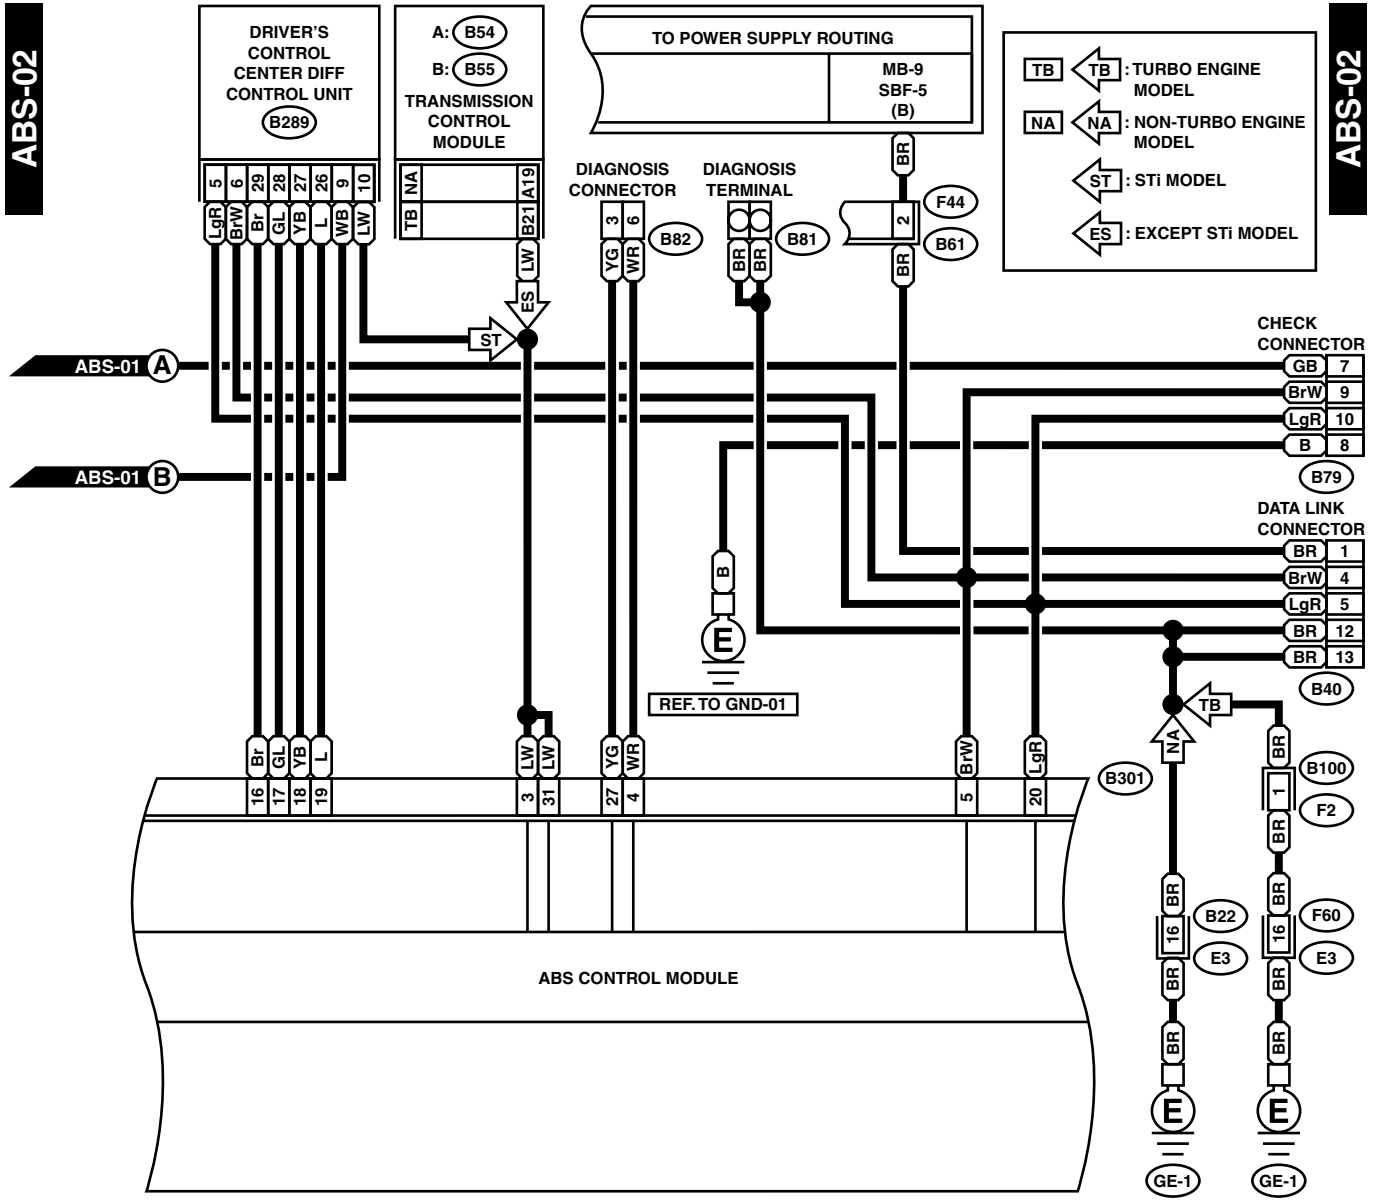 ABS-02
DRIVER'S
CONTROL
CENTER DIFF
CONTROL UNIT
B289
5 6 29 28 27 26 9 10
LgR BrW Br GL YB L WB LW
A: B54
B: B55
TRANSMISSION
CONTROL
MODULE
NA A19
TB B21
LW
ES
ST
TO POWER SUPPLY ROUTING
MB-9
SBF-5
(B)
BR
2
F44
B61
BR
DIAGNOSIS
CONNECTOR
3 6
B82
YG WR
DIAGNOSIS
TERMINAL
B81
BR BR
TB TB : TURBO ENGINE
MODEL
NA NA : NON-TURBO ENGINE
MODEL
ST : STi MODEL
ES : EXCEPT STi MODEL
ABS-02
ABS-01 A
ABS-01 B
CHECK
CONNECTOR
GB 7
BrW 9
LgR 10
B 8
B79
DATA LINK
CONNECTOR
BR 1
BrW 4
LgR 5
BR 12
BR 13
B40
B
E
REF. TO GND-01
TB
NA
BR
B100
1
F2
BR
B301
Br GL YB L LW LW YG WR BrW LgR
16 17 18 19 3 31 27 4 5 20
ABS CONTROL MODULE
BR BR
16 B22 16 F60
E3 E3
BR BR
BR BR
E E
GE-1 GE-1